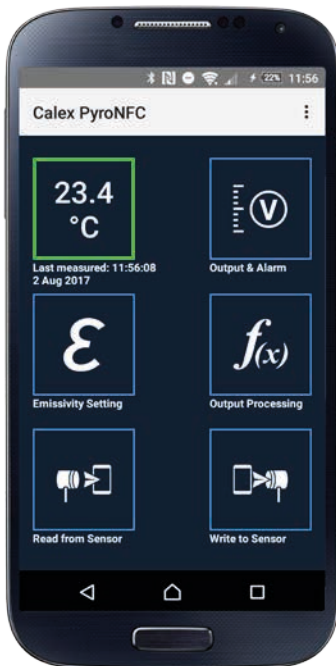 22% 11:56
Calex PyroNFC
23.4
°C
Last measured: 11:56:08
2 Aug 2017
V
Output & Alarm
ε
Emissivity Setting
f(x)
Output Processing
Read from Sensor
Write to Sensor